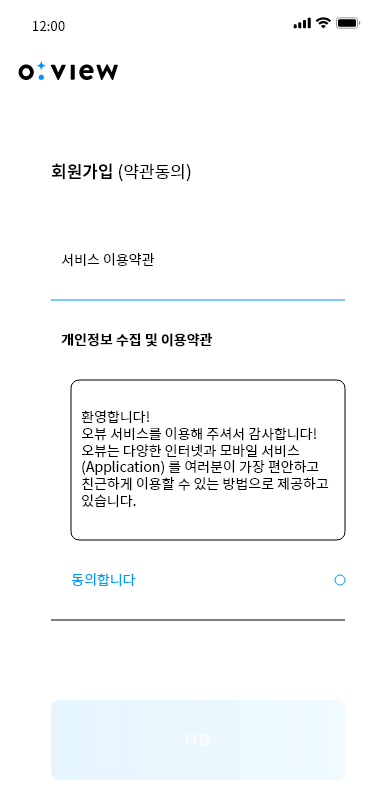 12:00
o:view
회원가입 (약관동의)
서비스 이용약관
개인정보 수집 및 이용약관
환영합니다!
오뷰 서비스를 이용해 주셔서 감사합니다!
오뷰는 다양한 인터넷과 모바일 서비스
(Application) 를 여러분이 가장 편안하고
친근하게 이용할 수 있는 방법으로 제공하고
있습니다.
동의합니다
다음